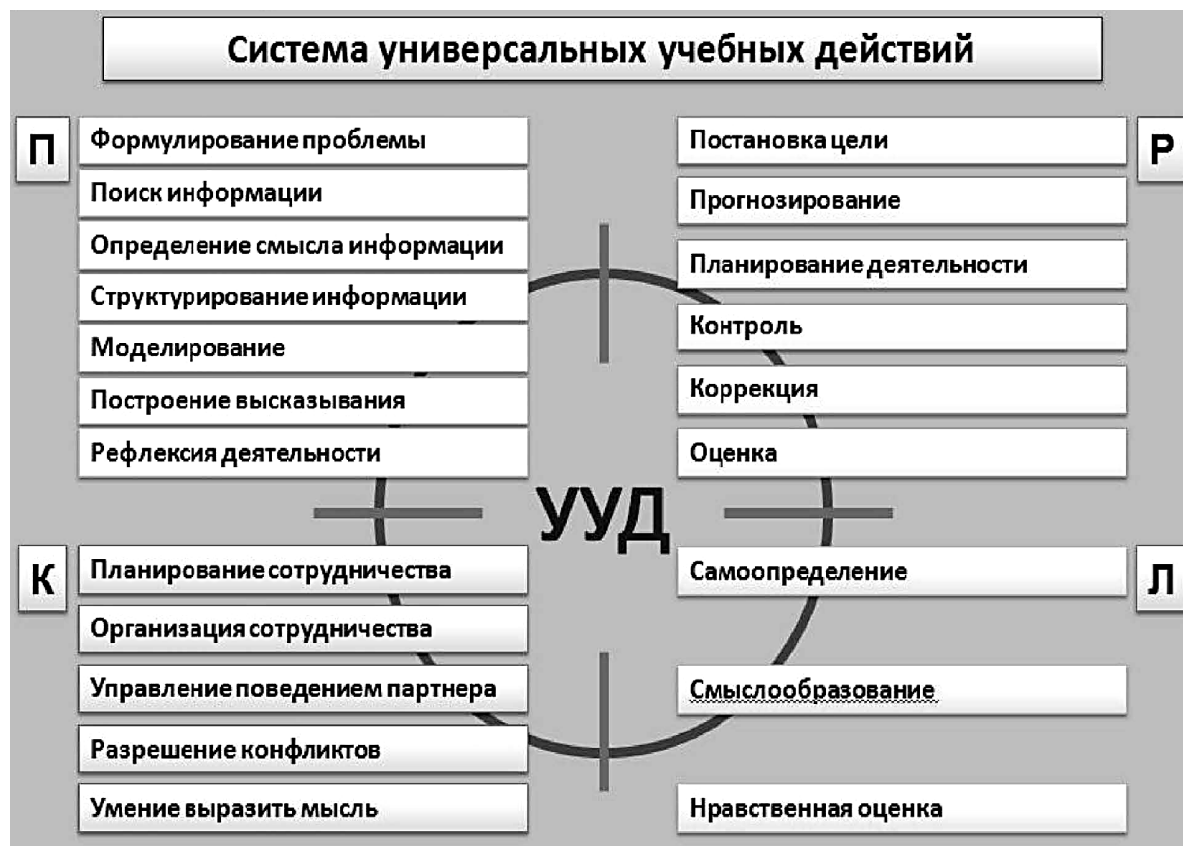 Система универсальных учебных действий
П
Формулирование проблемы
Поиск информации
Определение смысла информации
Структурирование информации
Моделирование
Построение высказывания
Рефлексия деятельности
Р
Постановка цели
Прогнозирование
Планирование деятельности
Контроль
Коррекция
Оценка
УУД
К
Планирование сотрудничества
Организация сотрудничества
Управление поведением партнера
Разрешение конфликтов
Умение выразить мысль
Л
Самоопределение
Смыслообразование
Нравственная оценка